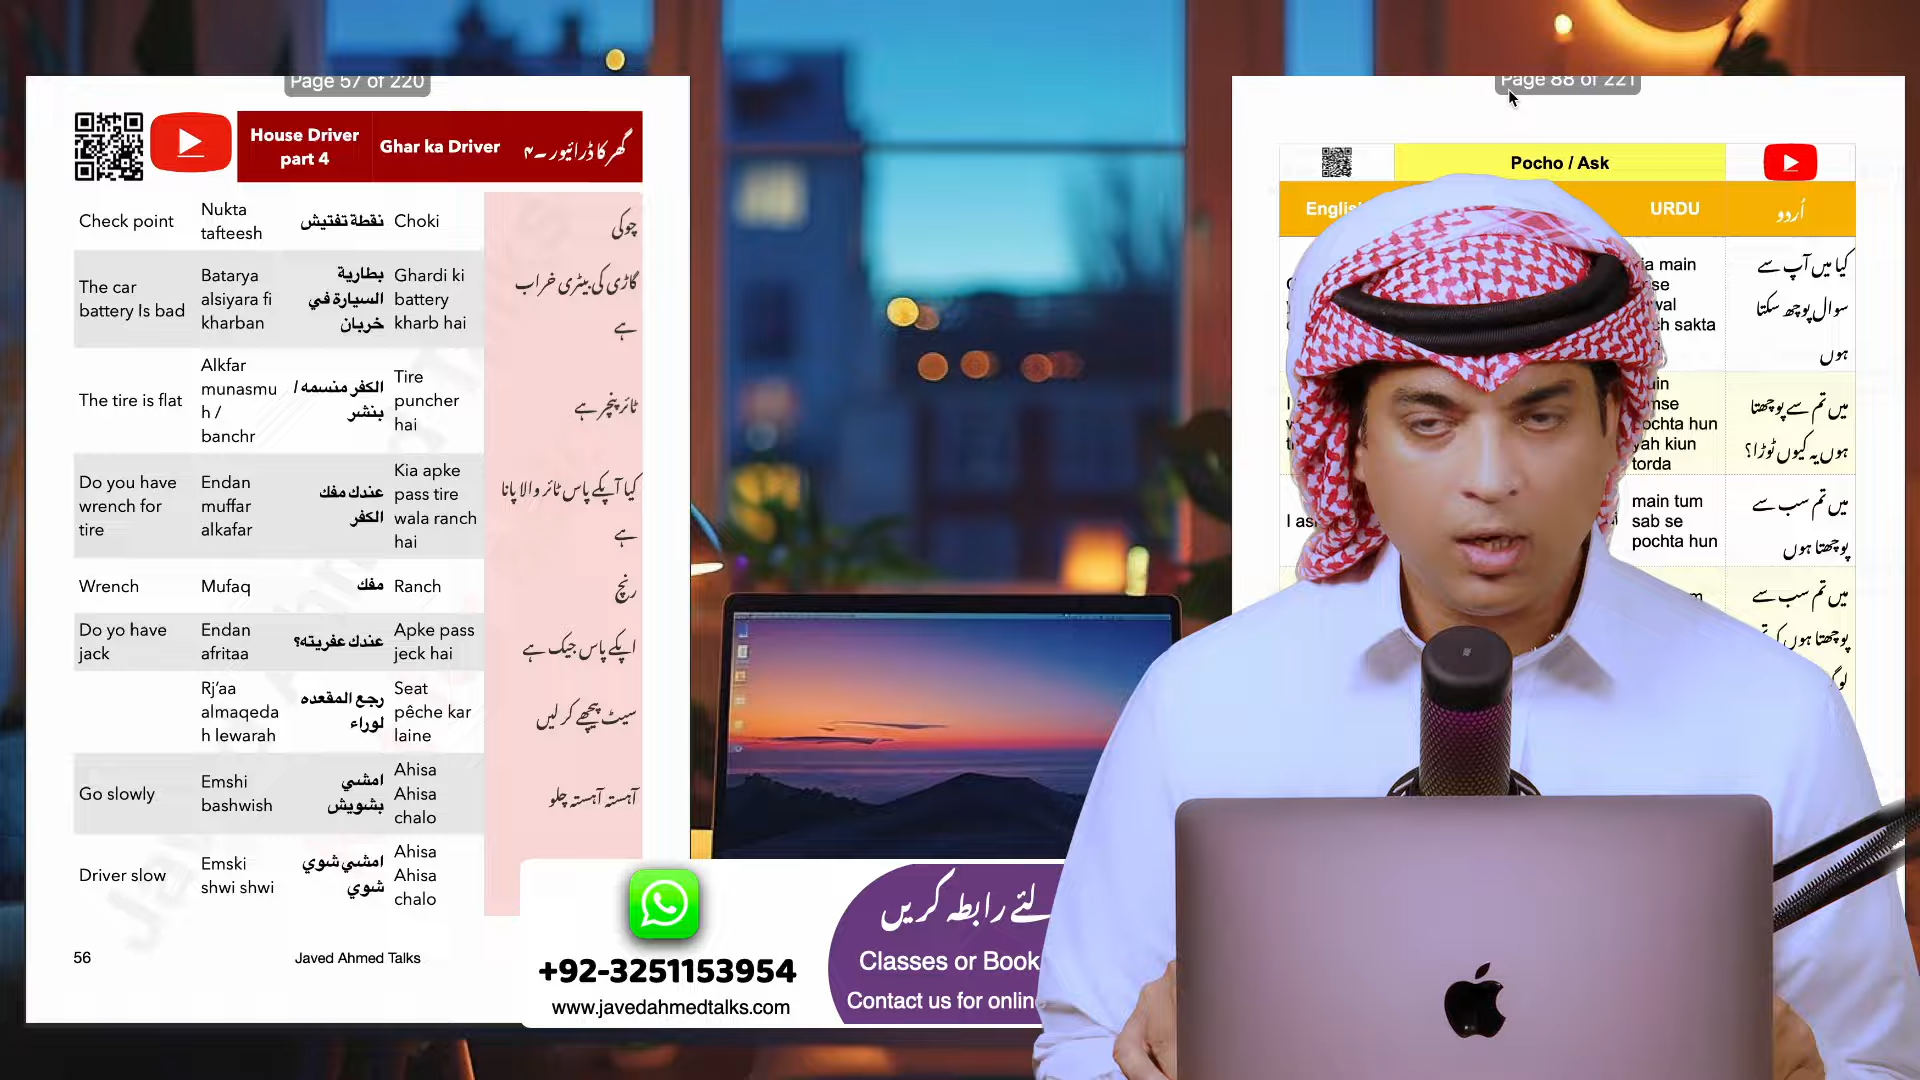 Page 57 of 220
House Driver
part 4
Ghar ka Driver
گھر کا ڈرائیور ۔۴
Check point
Nukta
tafteesh
نقطة تفتيش
Choki
چوکی
The car
battery Is bad
Batarya
alsiyara fi
kharban
بطارية
السيارة في
خربان
Ghardi ki
battery
kharb hai
گاڑی کی بیٹری خراب
ہے
The tire is flat
Alkfar
munasmu
h /
banchr
الكفر منسمه /
بنشر
Tire
puncher
hai
ٹائر پنچر ہے
Do you have
wrench for
tire
Endan
muffar
alkafar
عندك مفك
الكفر
Kia apke
pass tire
wala ranch
hai
کیا آپکے پاس ٹائر والا پانا
ہے
Wrench
Mufaq
مفك
Ranch
رنچ
Do yo have
jack
Endan
afritaa
عندك عفريته؟
Apke pass
jeck hai
اپکے پاس جیک ہے
Rj'aa
almaqeda
h lewarah
رجع المقعده
لوراء
Seat
pêche kar
laine
سیٹ پیچھے کر لیں
Go slowly
Emshi
bashwish
امشي
بشويش
Ahisa
Ahisa
chalo
آہستہ آہستہ چلو
Driver slow
Emski
shwi shwi
امشي شوي
شوي
Ahisa
Ahisa
chalo
56
Javed Ahmed Talks
+92-3251153954
www.javedahmedtalks.com
لئے رابطہ کریں
Classes or Book
Contact us for onlin
Page 88 of 221
Pocho / Ask
URDU
اُردو
main
se
ch sakta
کیا میں آپ سے
سوال پوچھ سکتا
ہوں
pochta hun
yah kiun
torda
میں تم سے پوچھتا
ہوں یہ کیوں توڑا؟
I as
main tum
sab se
pochta hun
میں تم سب سے
پوچھتا ہوں
میں تم سب سے
پوچھتا ہوں